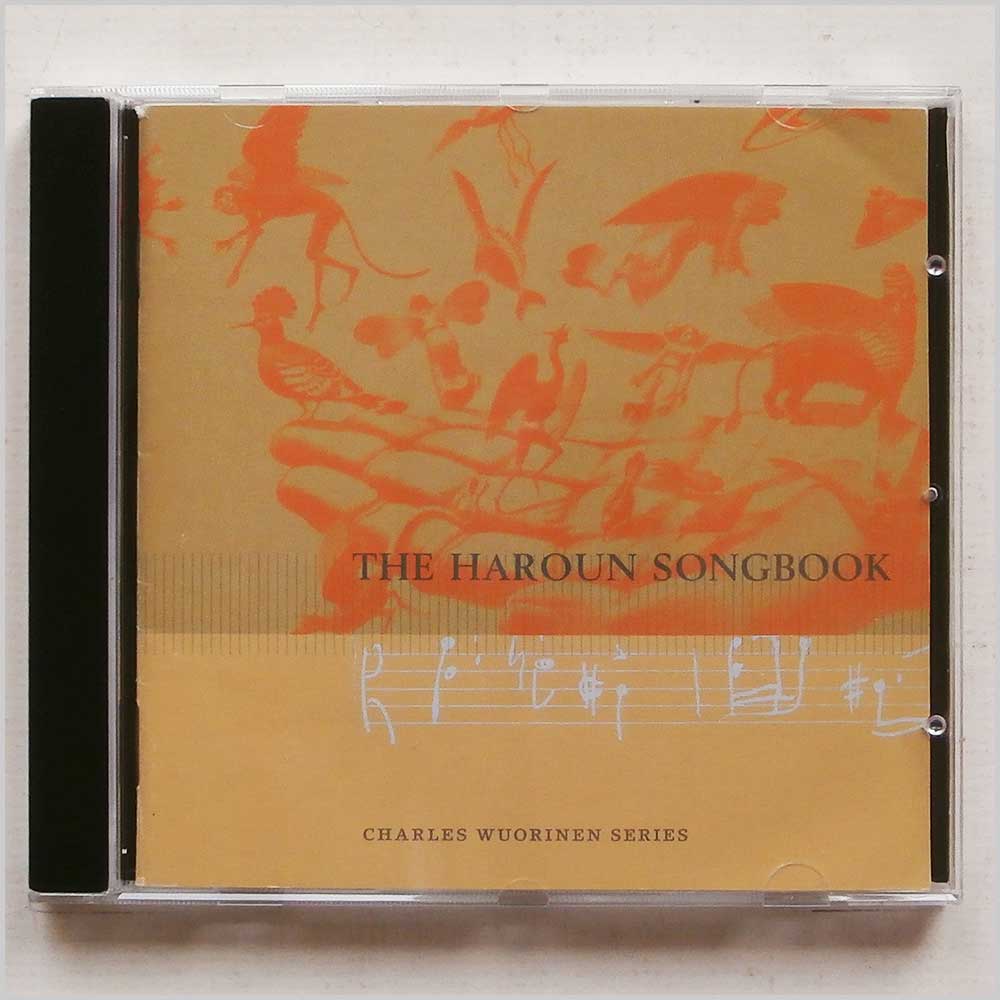 THE HAROUN SONGBOOK
CHARLES WUORINEN SERIES